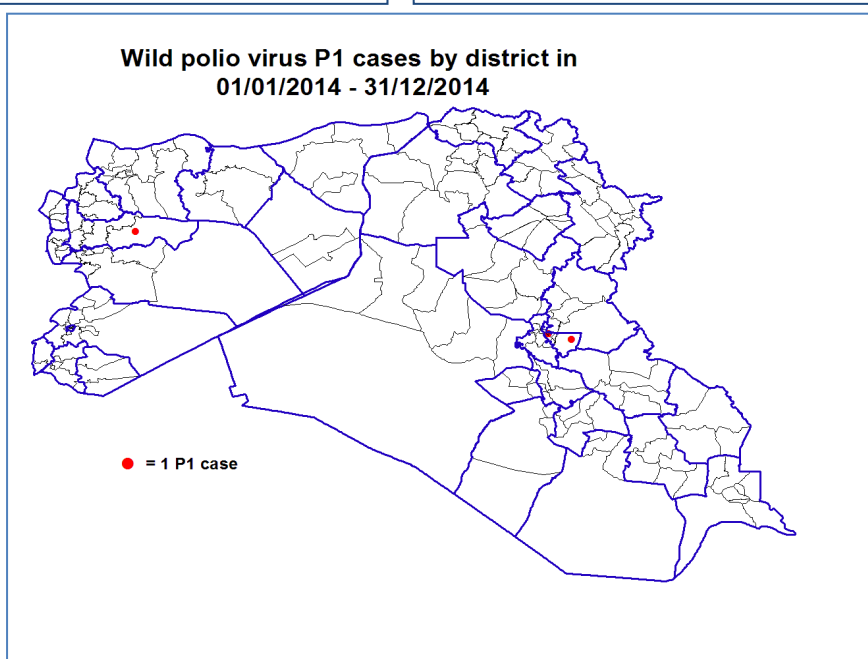 Wild polio virus P1 cases by district in
01/01/2014 - 31/12/2014
= 1 P1 case